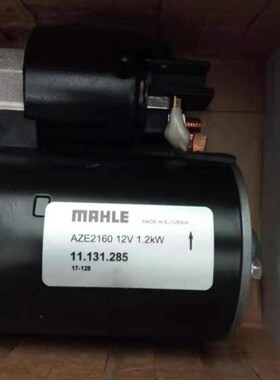 MAHLE MADE IN SLOVENIA
AZE2160 12V 1.2kW
11.131.285
17-128